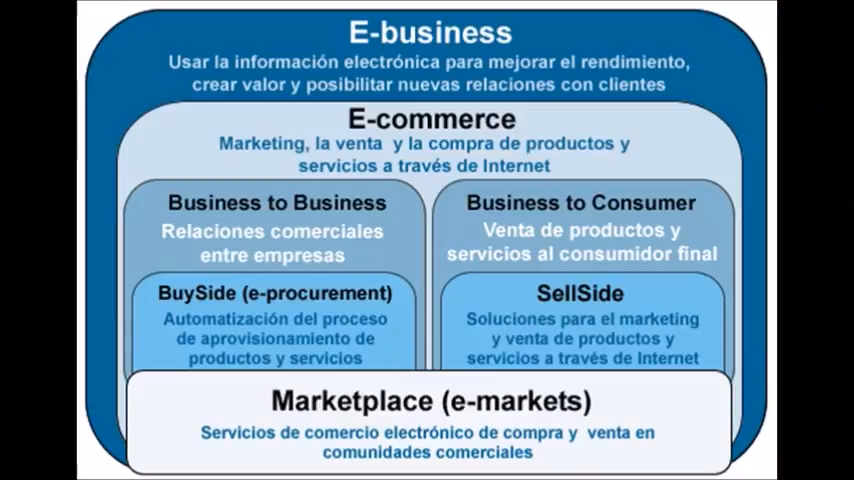 E-business
Usar la información electrónica para mejorar el rendimiento,
crear valor y posibilitar nuevas relaciones con clientes
E-commerce
Marketing, la venta y la compra de productos y
servicios a través de Internet
Business to Business
Relaciones comerciales
entre empresas
BuySide (e-procurement)
Automatización del proceso
de aprovisionamiento de
productos y servicios
Business to Consumer
Venta de productos y
servicios al consumidor final
SellSide
Soluciones para el marketing
y venta de productos y
servicios a través de Internet
Marketplace (e-markets)
Servicios de comercio electrónico de compra y venta en
comunidades comerciales